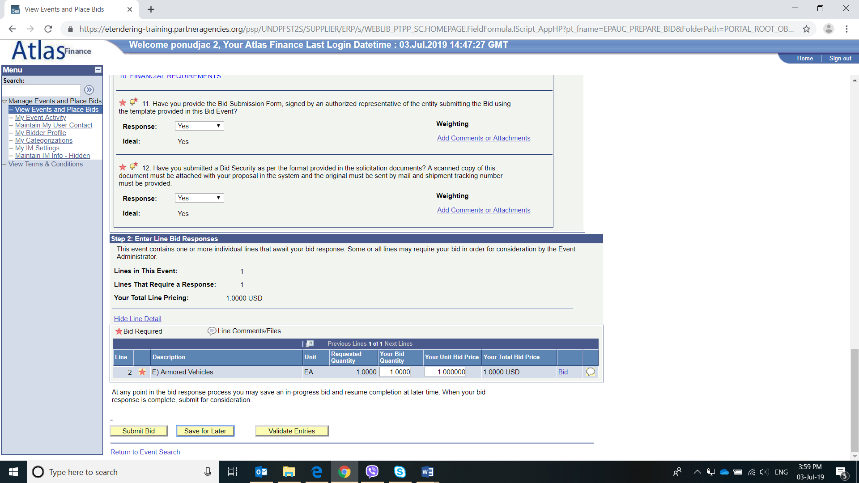 View Events and Place Bids
https://etendering-training.partneragencies.org/psp/UNDPFST2S/SUPPLIER/ERP/s/WEBLIB_PTPP_SC.HOMEPAGE.FieldFormula.IScript_AppHP?pt_fname=EPAUC_PREPARE_BID&FolderPath=PORTAL_ROOT_OB...
Atlas Finance
Welcome ponudjac 2, Your Atlas Finance Last Login Datetime : 03.Jul.2019 14:47:27 GMT
Home | Sign out
Menu
Search:
Manage Events and Place Bids
– View Events and Place Bids
– My Event Activity
– Maintain My User Contact
– My Bidder Profile
– My Categorizations
– My IM Settings
– Maintain IM Info - Hidden
– View Terms & Conditions
10. FINANCIAL REQUIREMENTS
11. Have you provide the Bid Submission Form, signed by an authorized representative of the entity submitting the Bid using
the template provided in this Bid Event?
Response: Yes
Weighting
Ideal: Yes
Add Comments or Attachments
12. Have you submitted a Bid Security as per the format provided in the solicitation documents? A scanned copy of this
document must be attached with your proposal in the system and the original must be sent by mail and shipment tracking number
must be provided.
Weighting
Response: Yes
Add Comments or Attachments
Ideal: Yes
Step 2: Enter Line Bid Responses
This event contains one or more individual lines that await your bid response. Some or all lines may require your bid in order for consideration by the Event
Administrator.
Lines in This Event: 1
Lines That Require a Response: 1
Your Total Line Pricing: 1.0000 USD
Hide Line Detail
Bid Required
Line Comments/Files
Previous Lines 1 of 1 Next Lines
Line Description Unit Requested Quantity Your Bid Quantity Your Unit Bid Price Your Total Bid Price
2 E) Armored Vehicles EA 1.0000 1.0000 1.000000 1.0000 USD Bid
At any point in the bid response process you may save an in-progress bid and resume completion at later time. When your bid
response is complete, submit for consideration.
Submit Bid Save for Later Validate Entries
Return to Event Search
Type here to search
ENG
3:59 PM
03-Jul-19